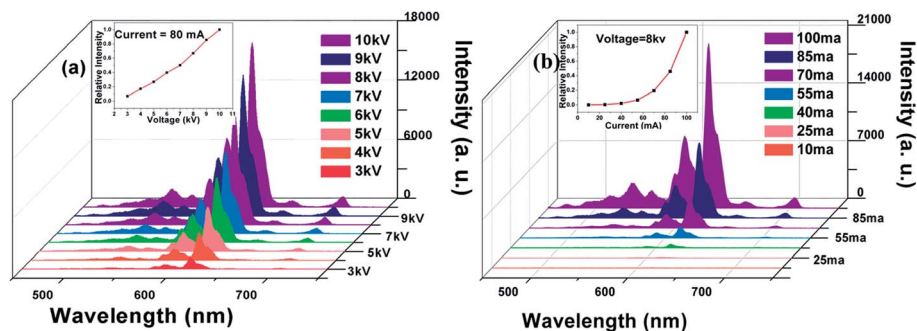 (a)
Current = 80 mA
Relative Intensity
1.0
0.8
0.6
0.4
0.2
0.0
2 3 4 5 6 7 8 9 10 11
Voltage (kV)
10kV
9kV
8kV
7kV
6kV
5kV
4kV
3kV
18000
12000
6000
0
Intensity (a. u.)
9kV
7kV
5kV
3kV
500 600 700
Wavelength (nm)
(b)
Voltage=8kv
Relative Intensity
1.0
0.8
0.6
0.4
0.2
0.0
0 20 40 60 80 100
Current (mA)
100ma
85ma
70ma
55ma
40ma
25ma
10ma
21000
14000
7000
0
Intensity (a. u.)
85ma
55ma
25ma
500 600 700
Wavelength (nm)